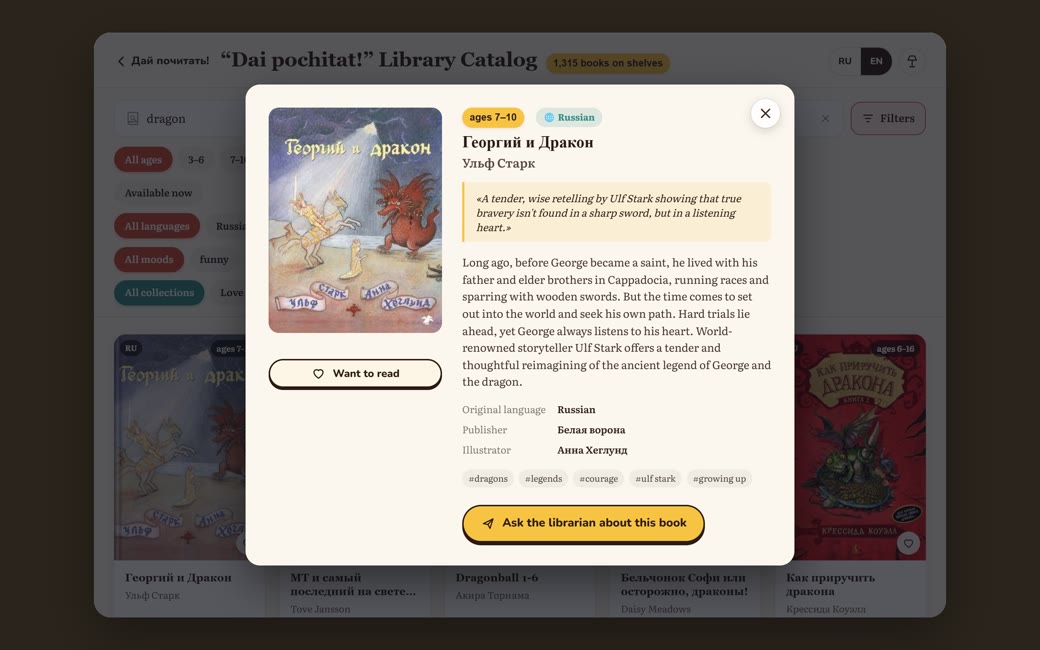 Дай почитать!
“Dai pochitat!” Library Catalog
1,315 books on shelves
RU
EN
dragon
Filters
All ages
3–6
Available now
All languages
All moods
funny
All collections
Георгий и Дракон
УЛЬФ
СТАРК
АННА
ХЕГЛУНД
Want to read
ages 7–10
Russian
Георгий и Дракон
Ульф Старк
«A tender, wise retelling by Ulf Stark showing that true
bravery isn't found in a sharp sword, but in a listening
heart.»
Long ago, before George became a saint, he lived with his
father and elder brothers in Cappadocia, running races and
sparring with wooden swords. But the time comes to set
out into the world and seek his own path. Hard trials lie
ahead, yet George always listens to his heart. World-
renowned storyteller Ulf Stark offers a tender and
thoughtful reimagining of the ancient legend of George and
the dragon.
Original language Russian
Publisher Белая ворона
Illustrator Анна Хеглунд
#dragons #legends #courage #ulf stark #growing up
Ask the librarian about this book
RU
ages 6–16
КАК ПРИРУЧИТЬ
ДРАКОНА
КНИГА 1
КРЕССИДА КОУЭЛЛ
Георгий и Дракон
Ульф Старк
МТ и самый
последний на свете...
Tove Jansson
Dragonball 1-6
Акира Торияма
Бельчонок Софи или
осторожно, драконы!
Daisy Meadows
Как приручить
дракона
Крессида Коуэлл